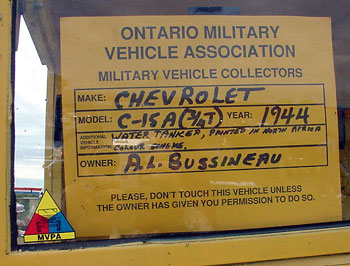 ONTARIO MILITARY
VEHICLE ASSOCIATION
MILITARY VEHICLE COLLECTORS
MAKE: CHEVROLET
MODEL: C-15A (3/4T) YEAR: 1944
ADDITIONAL VEHICLE INFORMATION: WATER TANKER, PAINTED IN NORTH AFRICA
COLOUR SCHEME.
OWNER: A.L. BUSSINEAU
PLEASE, DON'T TOUCH THIS VEHICLE UNLESS
THE OWNER HAS GIVEN YOU PERMISSION TO DO SO.
MVPA